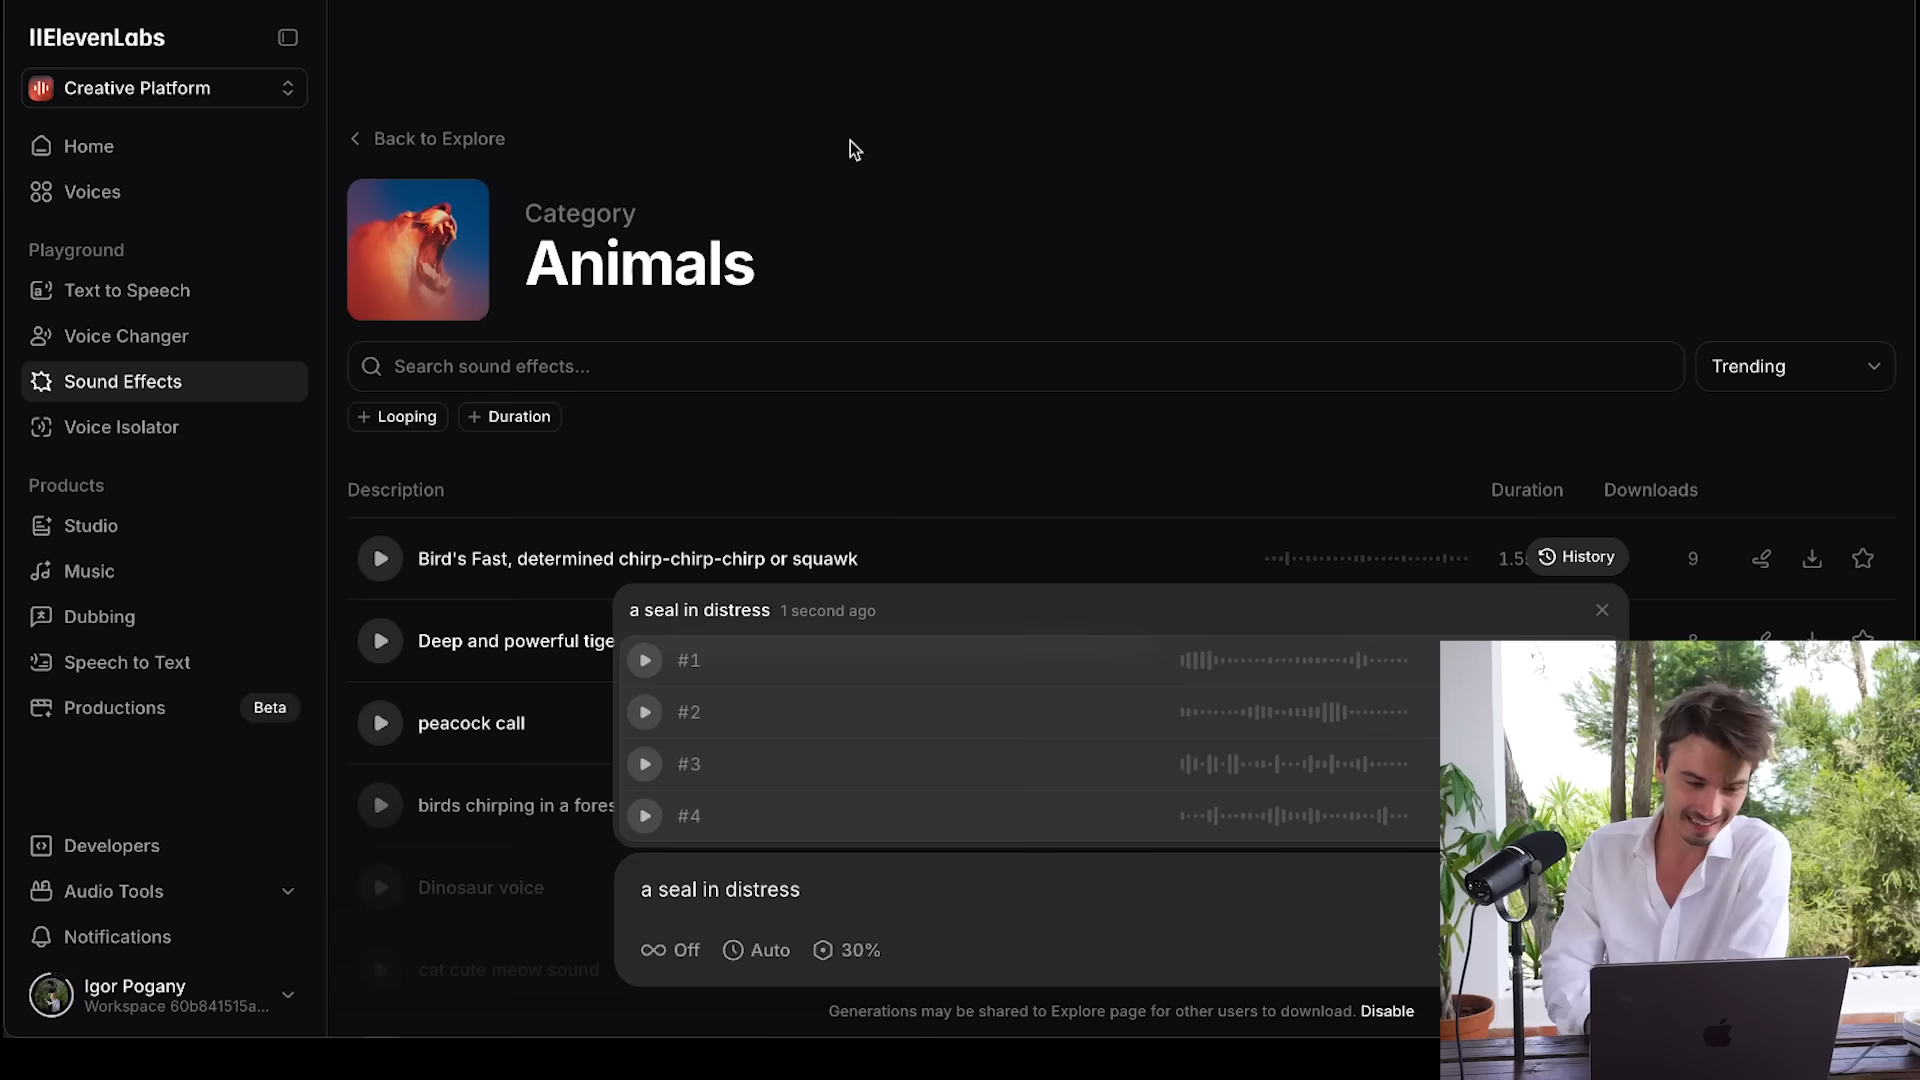 IIElevenLabs
Creative Platform
Home
Voices
Playground
Text to Speech
Voice Changer
Sound Effects
Voice Isolator
Products
Studio
Music
Dubbing
Speech to Text
Productions
Beta
Developers
Audio Tools
Notifications
Igor Pogany
Workspace 60b841515a...
Back to Explore
Category
Animals
Search sound effects...
Trending
+ Looping
+ Duration
Description
Duration
Downloads
Bird's Fast, determined chirp-chirp-chirp or squawk
1.5
History
9
Deep and powerful tige
8
peacock call
birds chirping in a fores
Dinosaur voice
cat cute meow sound
a seal in distress 1 second ago
#1
#2
#3
#4
a seal in distress
Off
Auto
30%
Generations may be shared to Explore page for other users to download. Disable